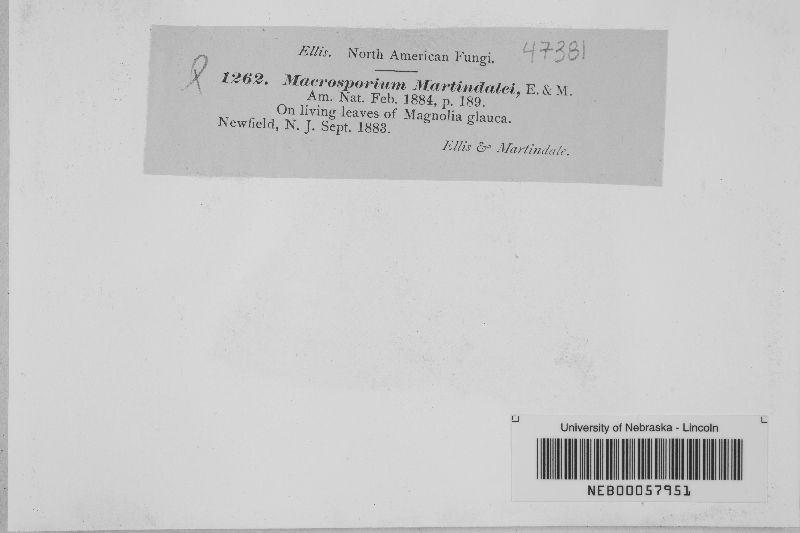 Ellis. North American Fungi. 47381
1262. Macrosporium Martindalei, E. & M.
Am. Nat. Feb. 1884, p. 189.
On living leaves of Magnolia glauca.
Newfield, N. J. Sept. 1883.
Ellis & Martindale.
University of Nebraska - Lincoln
NEB00057951